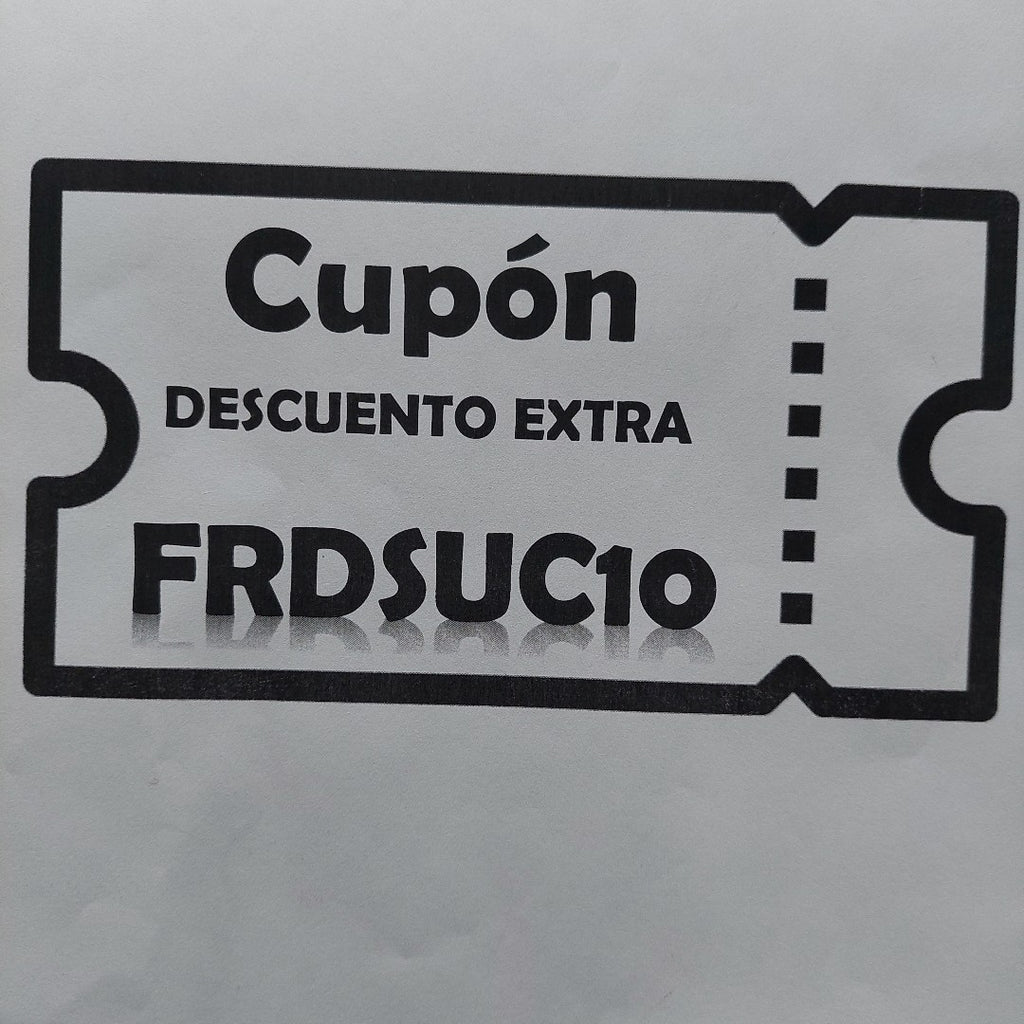 Cupón
DESCUENTO EXTRA
FRDSUC10